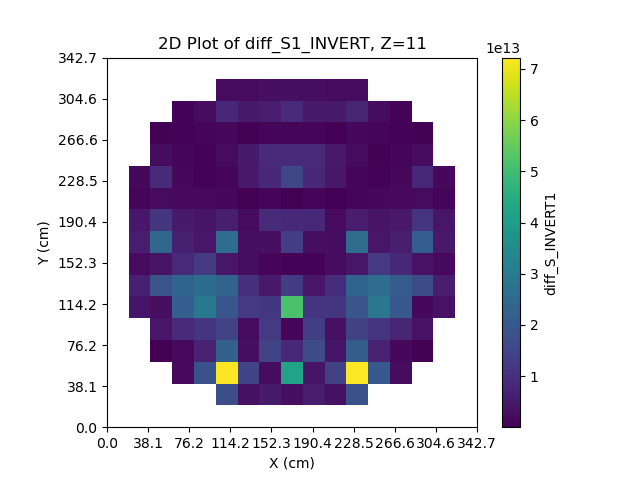 2D Plot of diff_S1_INVERT, Z=11
1e13
342.7
304.6
266.6
228.5
190.4
152.3
114.2
76.2
38.1
0.0
Y (cm)
0.0 38.1 76.2 114.2 152.3 190.4 228.5 266.6 304.6 342.7
X (cm)
7
6
5
4
3
2
1
diff_S_INVERT1